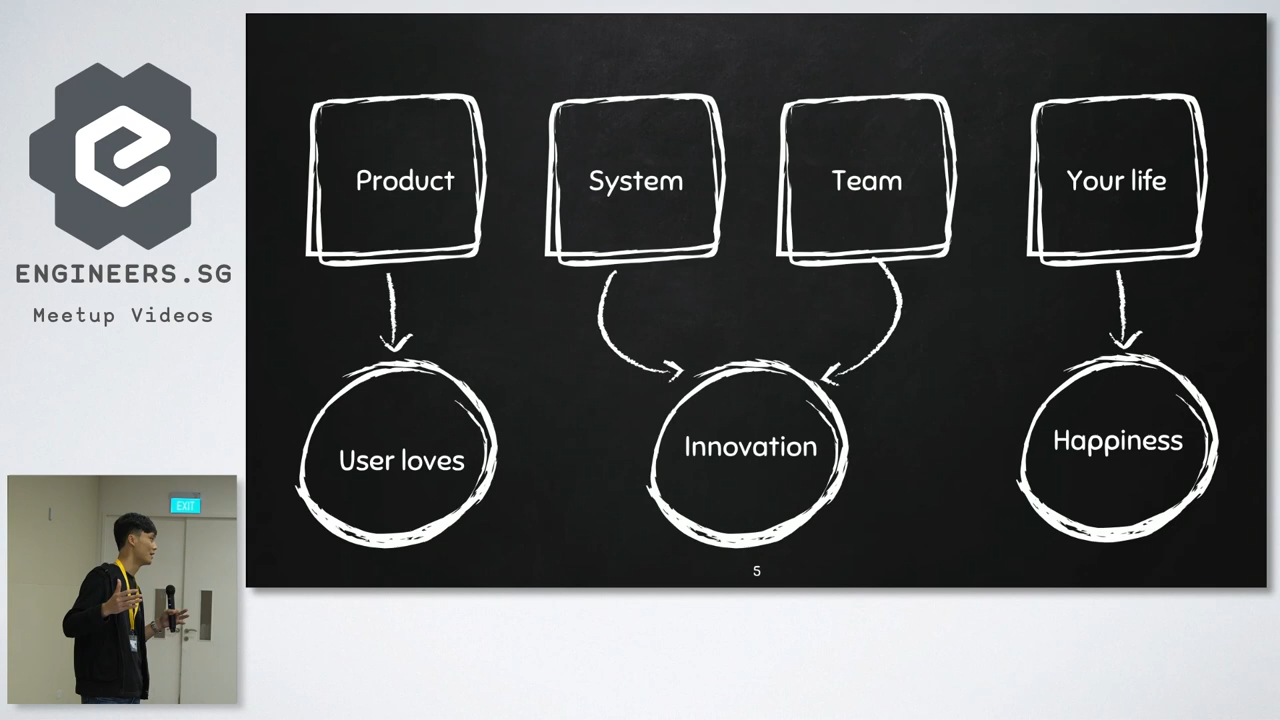 ENGINEERS.SG
Meetup Videos
Product
System
Team
Your life
User loves
Innovation
Happiness
5
EXIT